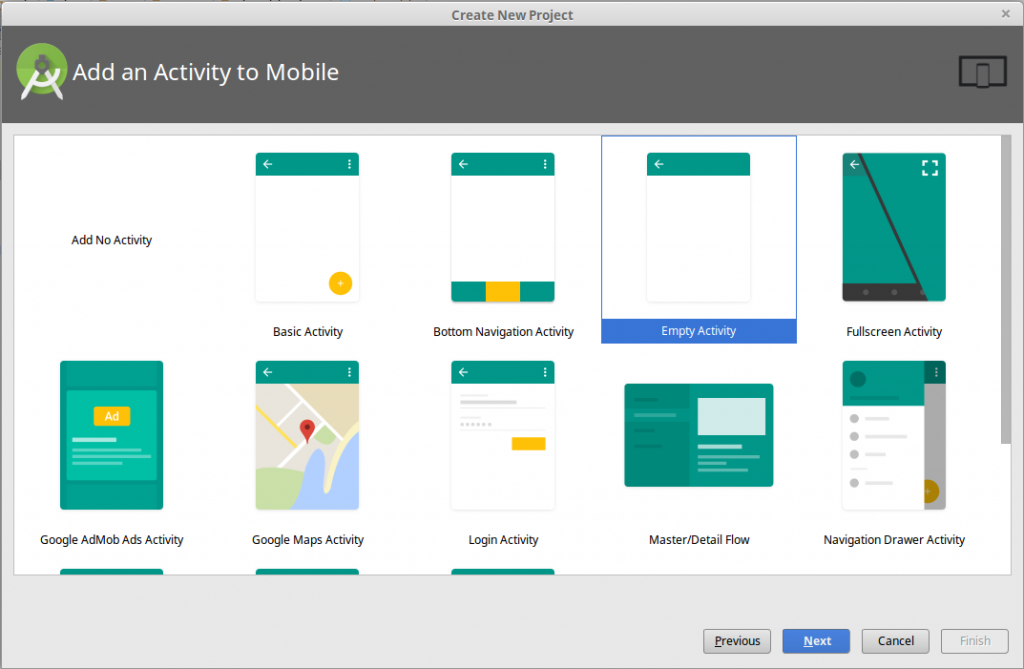 Create New Project
Add an Activity to Mobile
Add No Activity
Basic Activity
Bottom Navigation Activity
Empty Activity
Fullscreen Activity
Ad
Google AdMob Ads Activity
Google Maps Activity
Login Activity
Master/Detail Flow
Navigation Drawer Activity
Previous
Next
Cancel
Finish